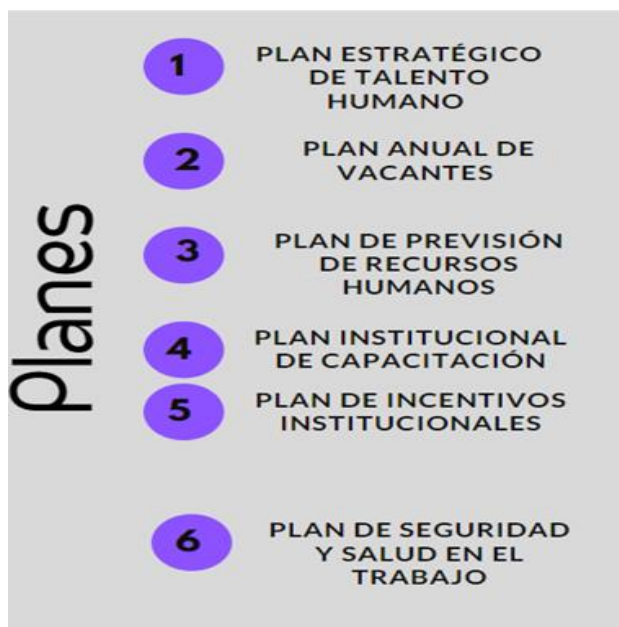 Planes
1
PLAN ESTRATÉGICO
DE TALENTO
HUMANO
2
PLAN ANUAL DE
VACANTES
3
PLAN DE PREVISIÓN
DE RECURSOS
HUMANOS
4
PLAN INSTITUCIONAL
DE CAPACITACIÓN
5
PLAN DE INCENTIVOS
INSTITUCIONALES
6
PLAN DE SEGURIDAD
Y SALUD EN EL
TRABAJO